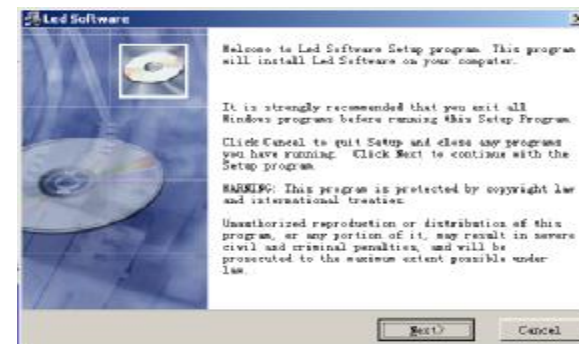 Led Software
Welcome to Led Software Setup program. This program
will install Led Software on your computer.
It is strongly recommended that you exit all
Windows programs before running this Setup Program.
Click Cancel to quit Setup and close any programs
you have running. Click Next to continue with the
Setup program.
WARNING: This program is protected by copyright law
and international treaties.
Unauthorized reproduction or distribution of this
program, or any portion of it, may result in severe
civil and criminal penalties, and will be
prosecuted to the maximum extent possible under
law.
Next> Cancel